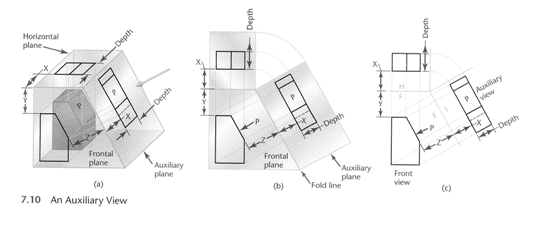 Horizontal
plane
Depth
X
Y
P
P
X
Z
Depth
Frontal
plane
Auxiliary
plane
(a)
Depth
X
Y
P
P
X
Z
Depth
Frontal
plane
Auxiliary
plane
Fold line
(b)
Depth
X
H
F
Y
Auxiliary
view
P
P
F
1
X
Z
Depth
Front
view
(c)
7.10 An Auxiliary View